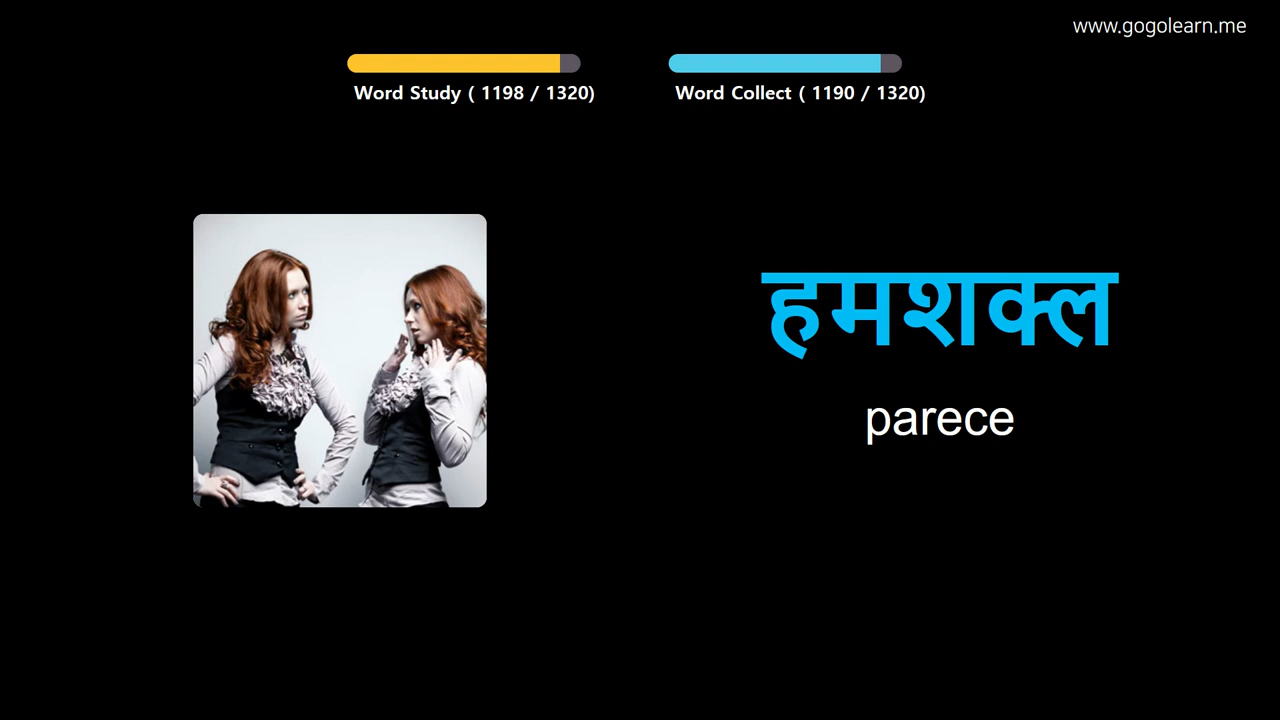 www.gogolearn.me
Word Study ( 1198 / 1320)
Word Collect ( 1190 / 1320)
हमशक्ल
parece